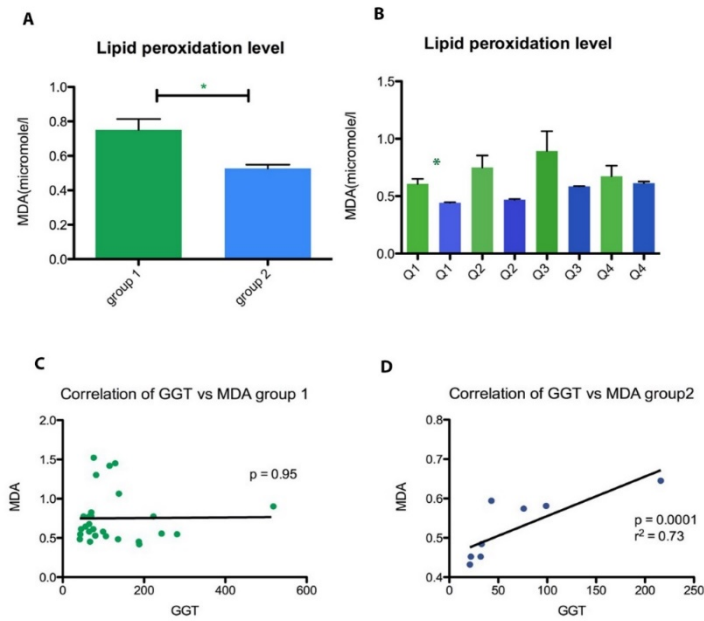 A
Lipid peroxidation level
MDA(micromole/l
1.0
0.8
0.6
0.4
0.2
0.0
*
group 1
group 2
B
Lipid peroxidation level
MDA(micromole/l
1.5
1.0
0.5
0.0
*
Q1
Q1
Q2
Q2
Q3
Q3
Q4
Q4
C
Correlation of GGT vs MDA group 1
MDA
2.0
1.5
1.0
0.5
0.0
p = 0.95
0
200
400
600
GGT
D
Correlation of GGT vs MDA group2
MDA
0.8
0.7
0.6
0.5
0.4
p = 0.0001
r² = 0.73
0
50
100
150
200
250
GGT